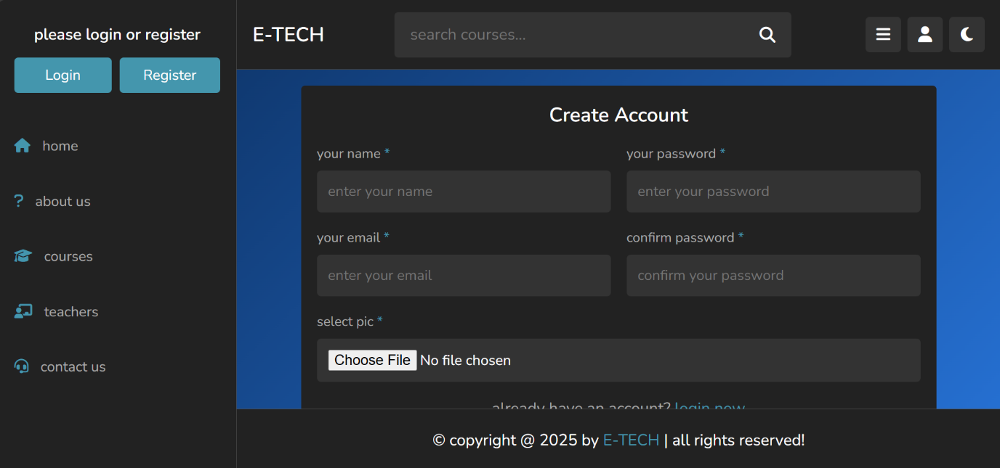 please login or register
Login Register
home
? about us
courses
teachers
contact us
E-TECH
search courses...
Create Account
your name * your password *
enter your name enter your password
your email * confirm password *
enter your email confirm your password
select pic *
Choose File No file chosen
already have an account? login now
© copyright @ 2025 by E-TECH | all rights reserved!